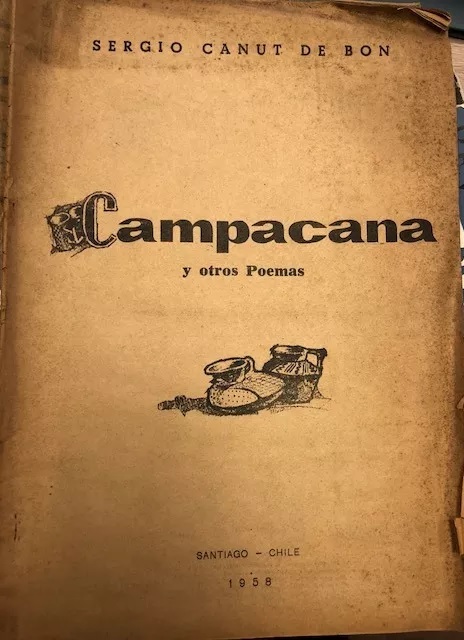 SERGIO CANUT DE BON
Campacana
y otros Poemas
SANTIAGO - CHILE
1958